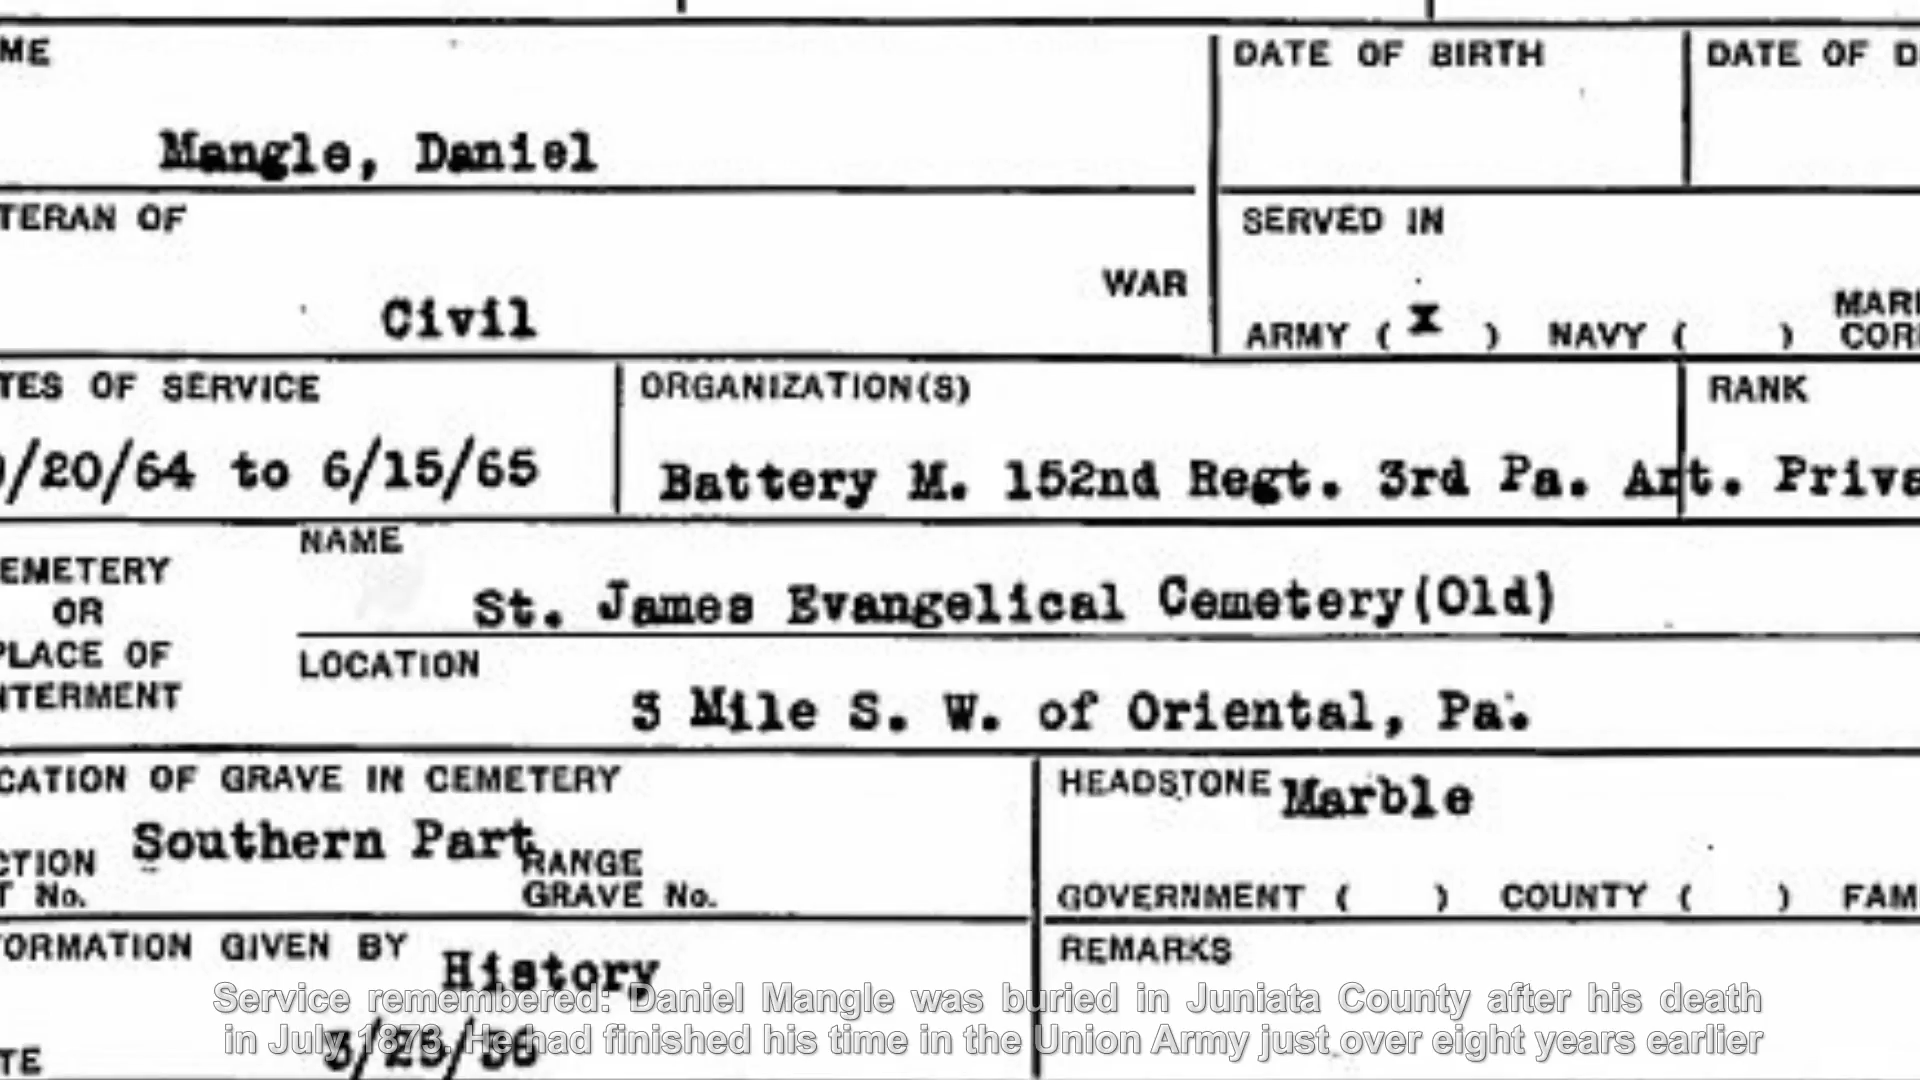 ME
DATE OF BIRTH
DATE OF D
Mangle, Daniel
TERAN OF
SERVED IN
Civil
WAR
ARMY ( X ) NAVY ( )
MARI
CORI
TES OF SERVICE
ORGANIZATION(S)
RANK
/20/64 to 6/15/65
Battery M. 152nd Regt. 3rd Pa. Art. Priva
EMETERY
OR
PLACE OF
NTERMENT
NAME
St. James Evangelical Cemetery(Old)
LOCATION
3 Mile S. W. of Oriental, Pa.
CATION OF GRAVE IN CEMETERY
HEADSTONE Marble
Southern Part
CTION
T No.
RANGE
GRAVE No.
GOVERNMENT ( ) COUNTY ( ) FAM
FORMATION GIVEN BY History
REMARKS
Service remembered: Daniel Mangle was buried in Juniata County after his death
in July 1873. He had finished his time in the Union Army just over eight years earlier
TE